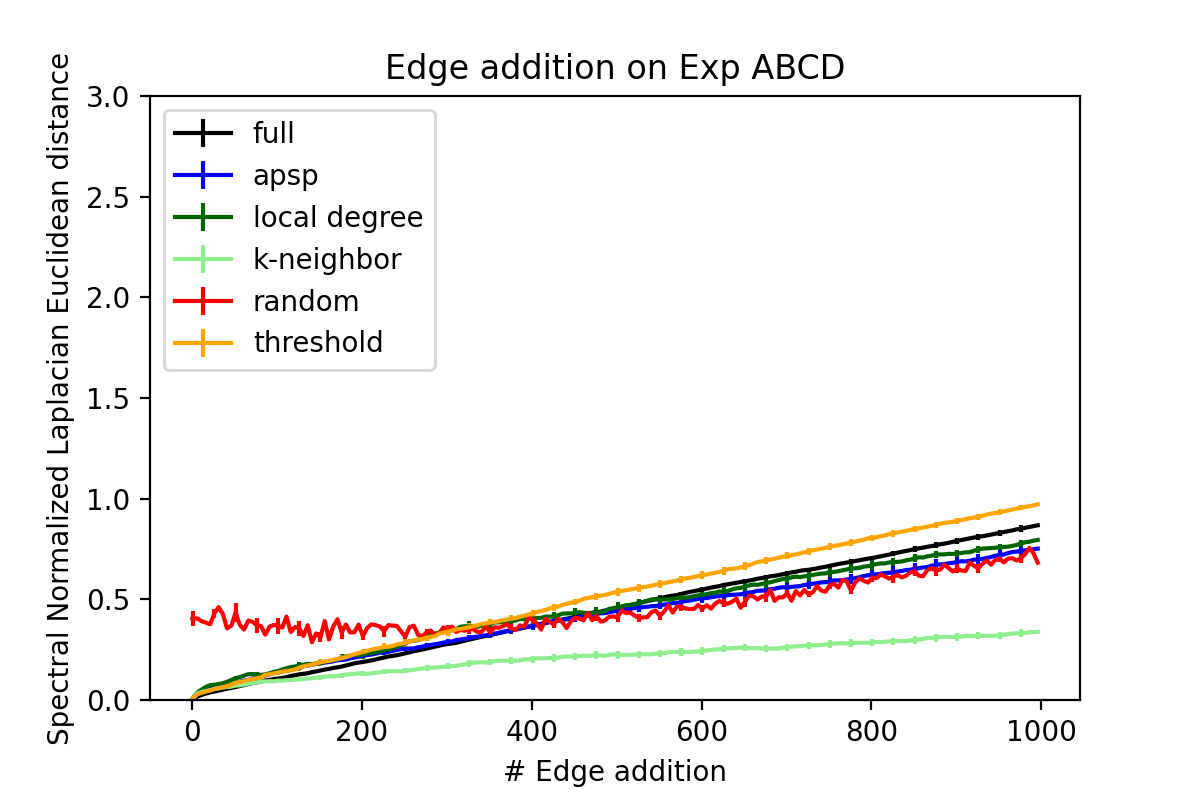 Edge addition on Exp ABCD
Spectral Normalized Laplacian Euclidean distance
3.0
2.5
2.0
1.5
1.0
0.5
0.0
full
apsp
local degree
k-neighbor
random
threshold
0 200 400 600 800 1000
# Edge addition